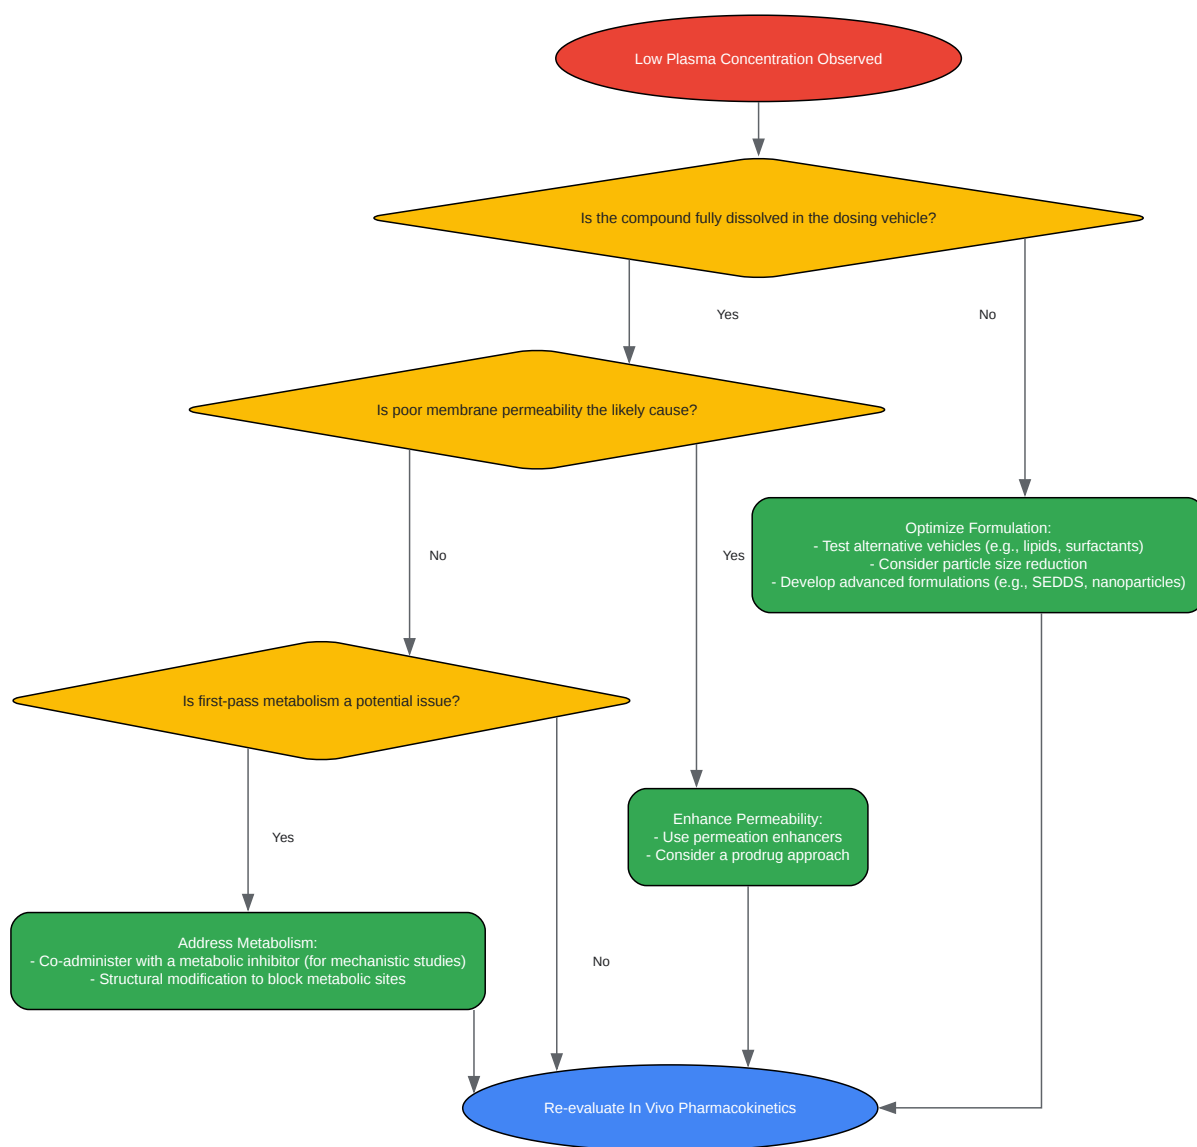 Low Plasma Concentration Observed
Is the compound fully dissolved in the dosing vehicle?
Yes
No
Is poor membrane permeability the likely cause?
Optimize Formulation:
- Test alternative vehicles (e.g., lipids, surfactants)
- Consider particle size reduction
- Develop advanced formulations (e.g., SEDDS, nanoparticles)
No
Yes
Is first-pass metabolism a potential issue?
Enhance Permeability:
- Use permeation enhancers
- Consider a prodrug approach
Yes
Address Metabolism:
- Co-administer with a metabolic inhibitor (for mechanistic studies)
- Structural modification to block metabolic sites
No
Re-evaluate In Vivo Pharmacokinetics